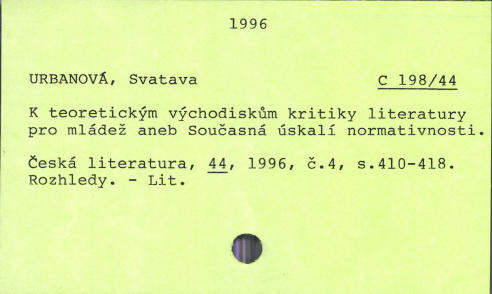 1996
URBANOVÁ, Svatava C 198/44
K teoretickým východiskům kritiky literatury
pro mládež aneb Současná úskalí normativnosti.
Česká literatura, 44, 1996, č.4, s.410-418.
Rozhledy. - Lit.